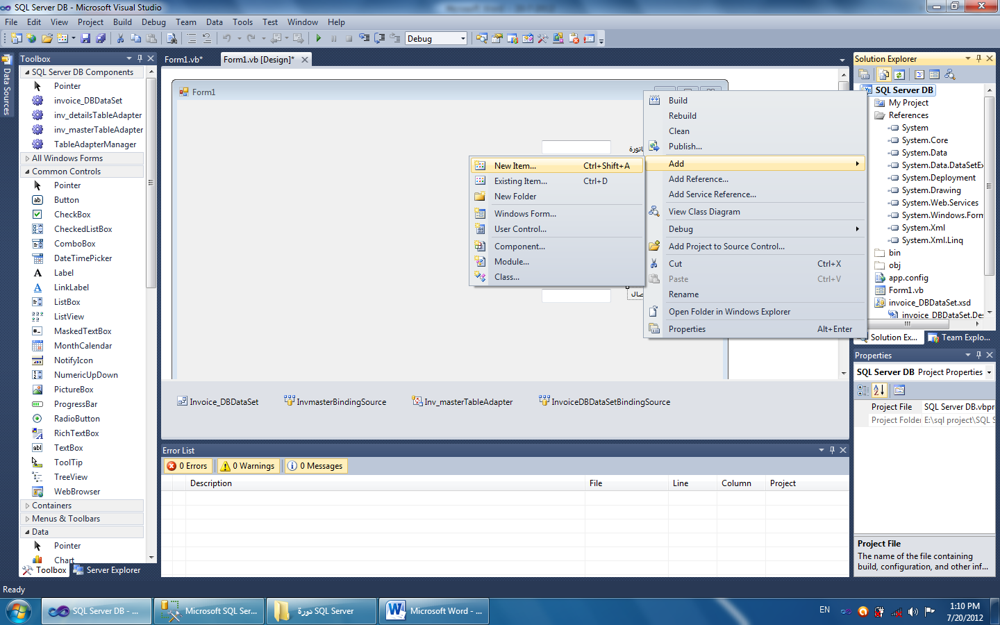 SQL Server DB - Microsoft Visual Studio
File Edit View Project Build Debug Team Data Tools Test Window Help
Debug
Data Sources
Toolbox
SQL Server DB Components
Pointer
invoice_DBDataSet
inv_detailsTableAdapter
inv_masterTableAdapter
TableAdapterManager
All Windows Forms
Common Controls
Pointer
Button
CheckBox
CheckedListBox
ComboBox
DateTimePicker
Label
LinkLabel
ListBox
ListView
MaskedTextBox
MonthCalendar
NotifyIcon
NumericUpDown
PictureBox
ProgressBar
RadioButton
RichTextBox
TextBox
ToolTip
TreeView
WebBrowser
Containers
Menus & Toolbars
Data
Pointer
Chart
Toolbox Server Explorer
Form1.vb* Form1.vb [Design]*
Form1
New Item... Ctrl+Shift+A
Existing Item... Ctrl+D
New Folder
Windows Form...
User Control...
Component...
Module...
Class...
Build
Rebuild
Clean
Publish...
Add
Add Reference...
Add Service Reference...
View Class Diagram
Debug
Add Project to Source Control...
Cut Ctrl+X
Paste Ctrl+V
Rename
Open Folder in Windows Explorer
Properties Alt+Enter
Invoice_DBDataSet InvmasterBindingSource Inv_masterTableAdapter InvoiceDBDataSetBindingSource
Error List
0 Errors 0 Warnings 0 Messages
Description File Line Column Project
Solution Explorer
SQL Server DB
My Project
References
System
System.Core
System.Data
System.Data.DataSetEx
System.Deployment
System.Drawing
System.Web.Services
System.Windows.Form
System.Xml
System.Xml.Linq
bin
obj
app.config
Form1.vb
invoice_DBDataSet.xsd
invoice_DBDataSet.Des
Solution Ex... Team Explo...
Properties
SQL Server DB Project Properties
Project File SQL Server DB.vbpr
Project Folder E:\sql project\SQL S
Project File
The name of the file containing
build, configuration, and other inf...
Ready
SQL Server DB - ... Microsoft SQL Ser... دورة SQL Server Microsoft Word - ...
EN
1:10 PM
7/20/2012